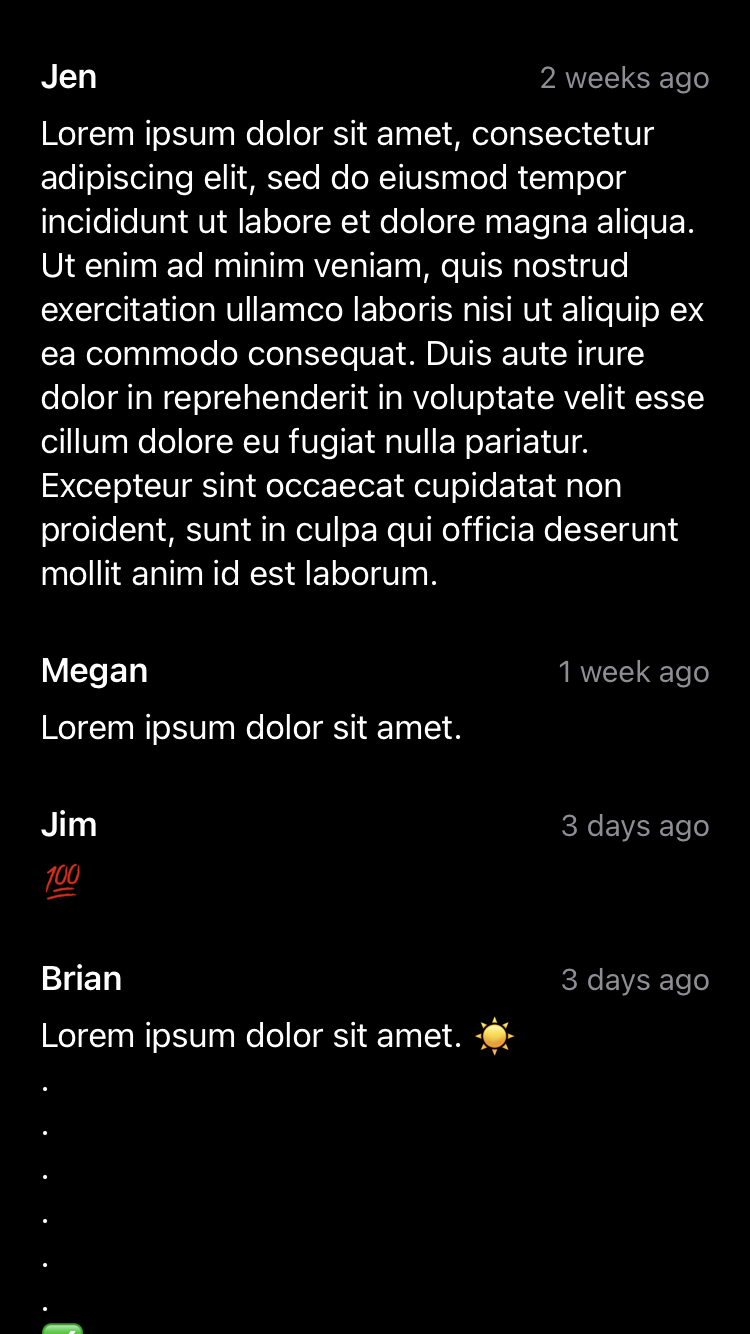 Jen 2 weeks ago
Lorem ipsum dolor sit amet, consectetur
adipiscing elit, sed do eiusmod tempor
incididunt ut labore et dolore magna aliqua.
Ut enim ad minim veniam, quis nostrud
exercitation ullamco laboris nisi ut aliquip ex
ea commodo consequat. Duis aute irure
dolor in reprehenderit in voluptate velit esse
cillum dolore eu fugiat nulla pariatur.
Excepteur sint occaecat cupidatat non
proident, sunt in culpa qui officia deserunt
mollit anim id est laborum.
Megan 1 week ago
Lorem ipsum dolor sit amet.
Jim 3 days ago
💯
Brian 3 days ago
Lorem ipsum dolor sit amet. ☀️
.
.
.
.
.
.
✅